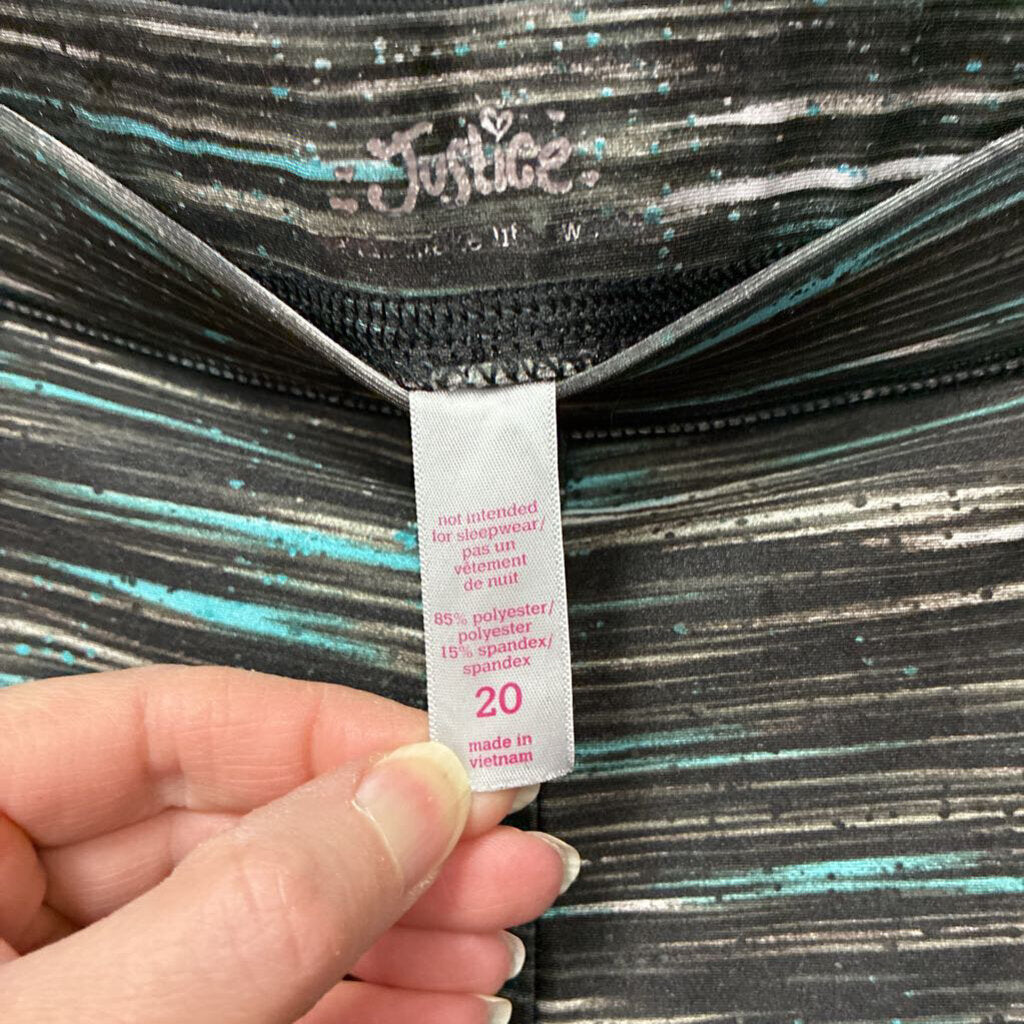 Justice
not intended
for sleepwear/
pas un
vêtement
de nuit
85% polyester/
polyester
15% spandex/
spandex
20
made in
vietnam